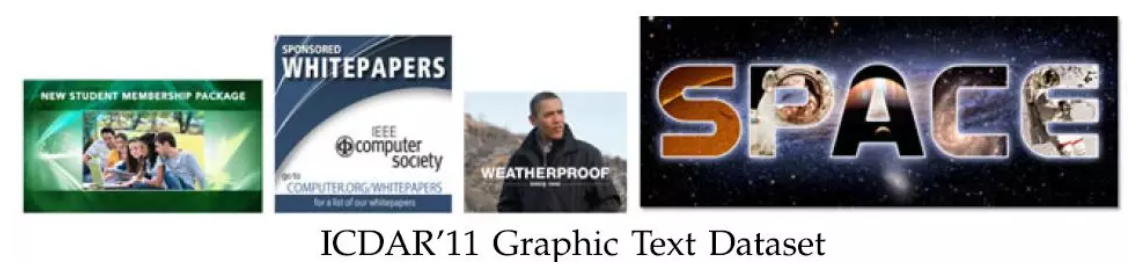 NEW STUDENT MEMBERSHIP PACKAGE
SPONSORED
WHITEPAPERS
IEEE
computer
society
go to
COMPUTER.ORG/WHITEPAPERS
for a list of our whitepapers
WEATHERPROOF
SPACE
ICDAR'11 Graphic Text Dataset